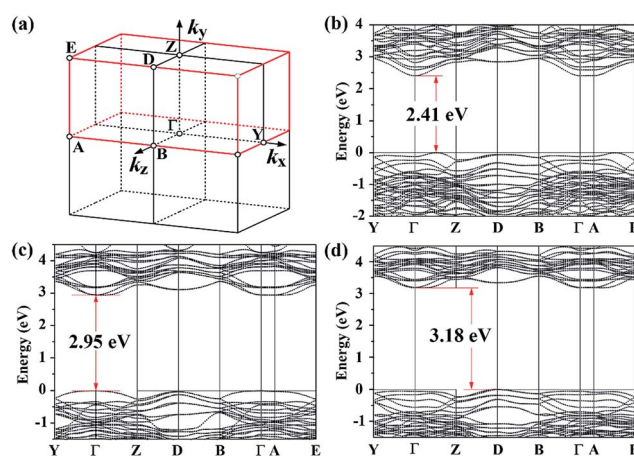 (a)
k_y
E
Z
D
Γ
Y
A
B
k_z
k_x
(b)
4
3
2
1
0
-1
-2
Energy (eV)
2.41 eV
Y Γ Z D B Γ A E
(c)
4
3
2
1
0
-1
Energy (eV)
2.95 eV
Y Γ Z D B Γ A E
(d)
4
3
2
1
0
-1
Energy (eV)
3.18 eV
Y Γ Z D B Γ A